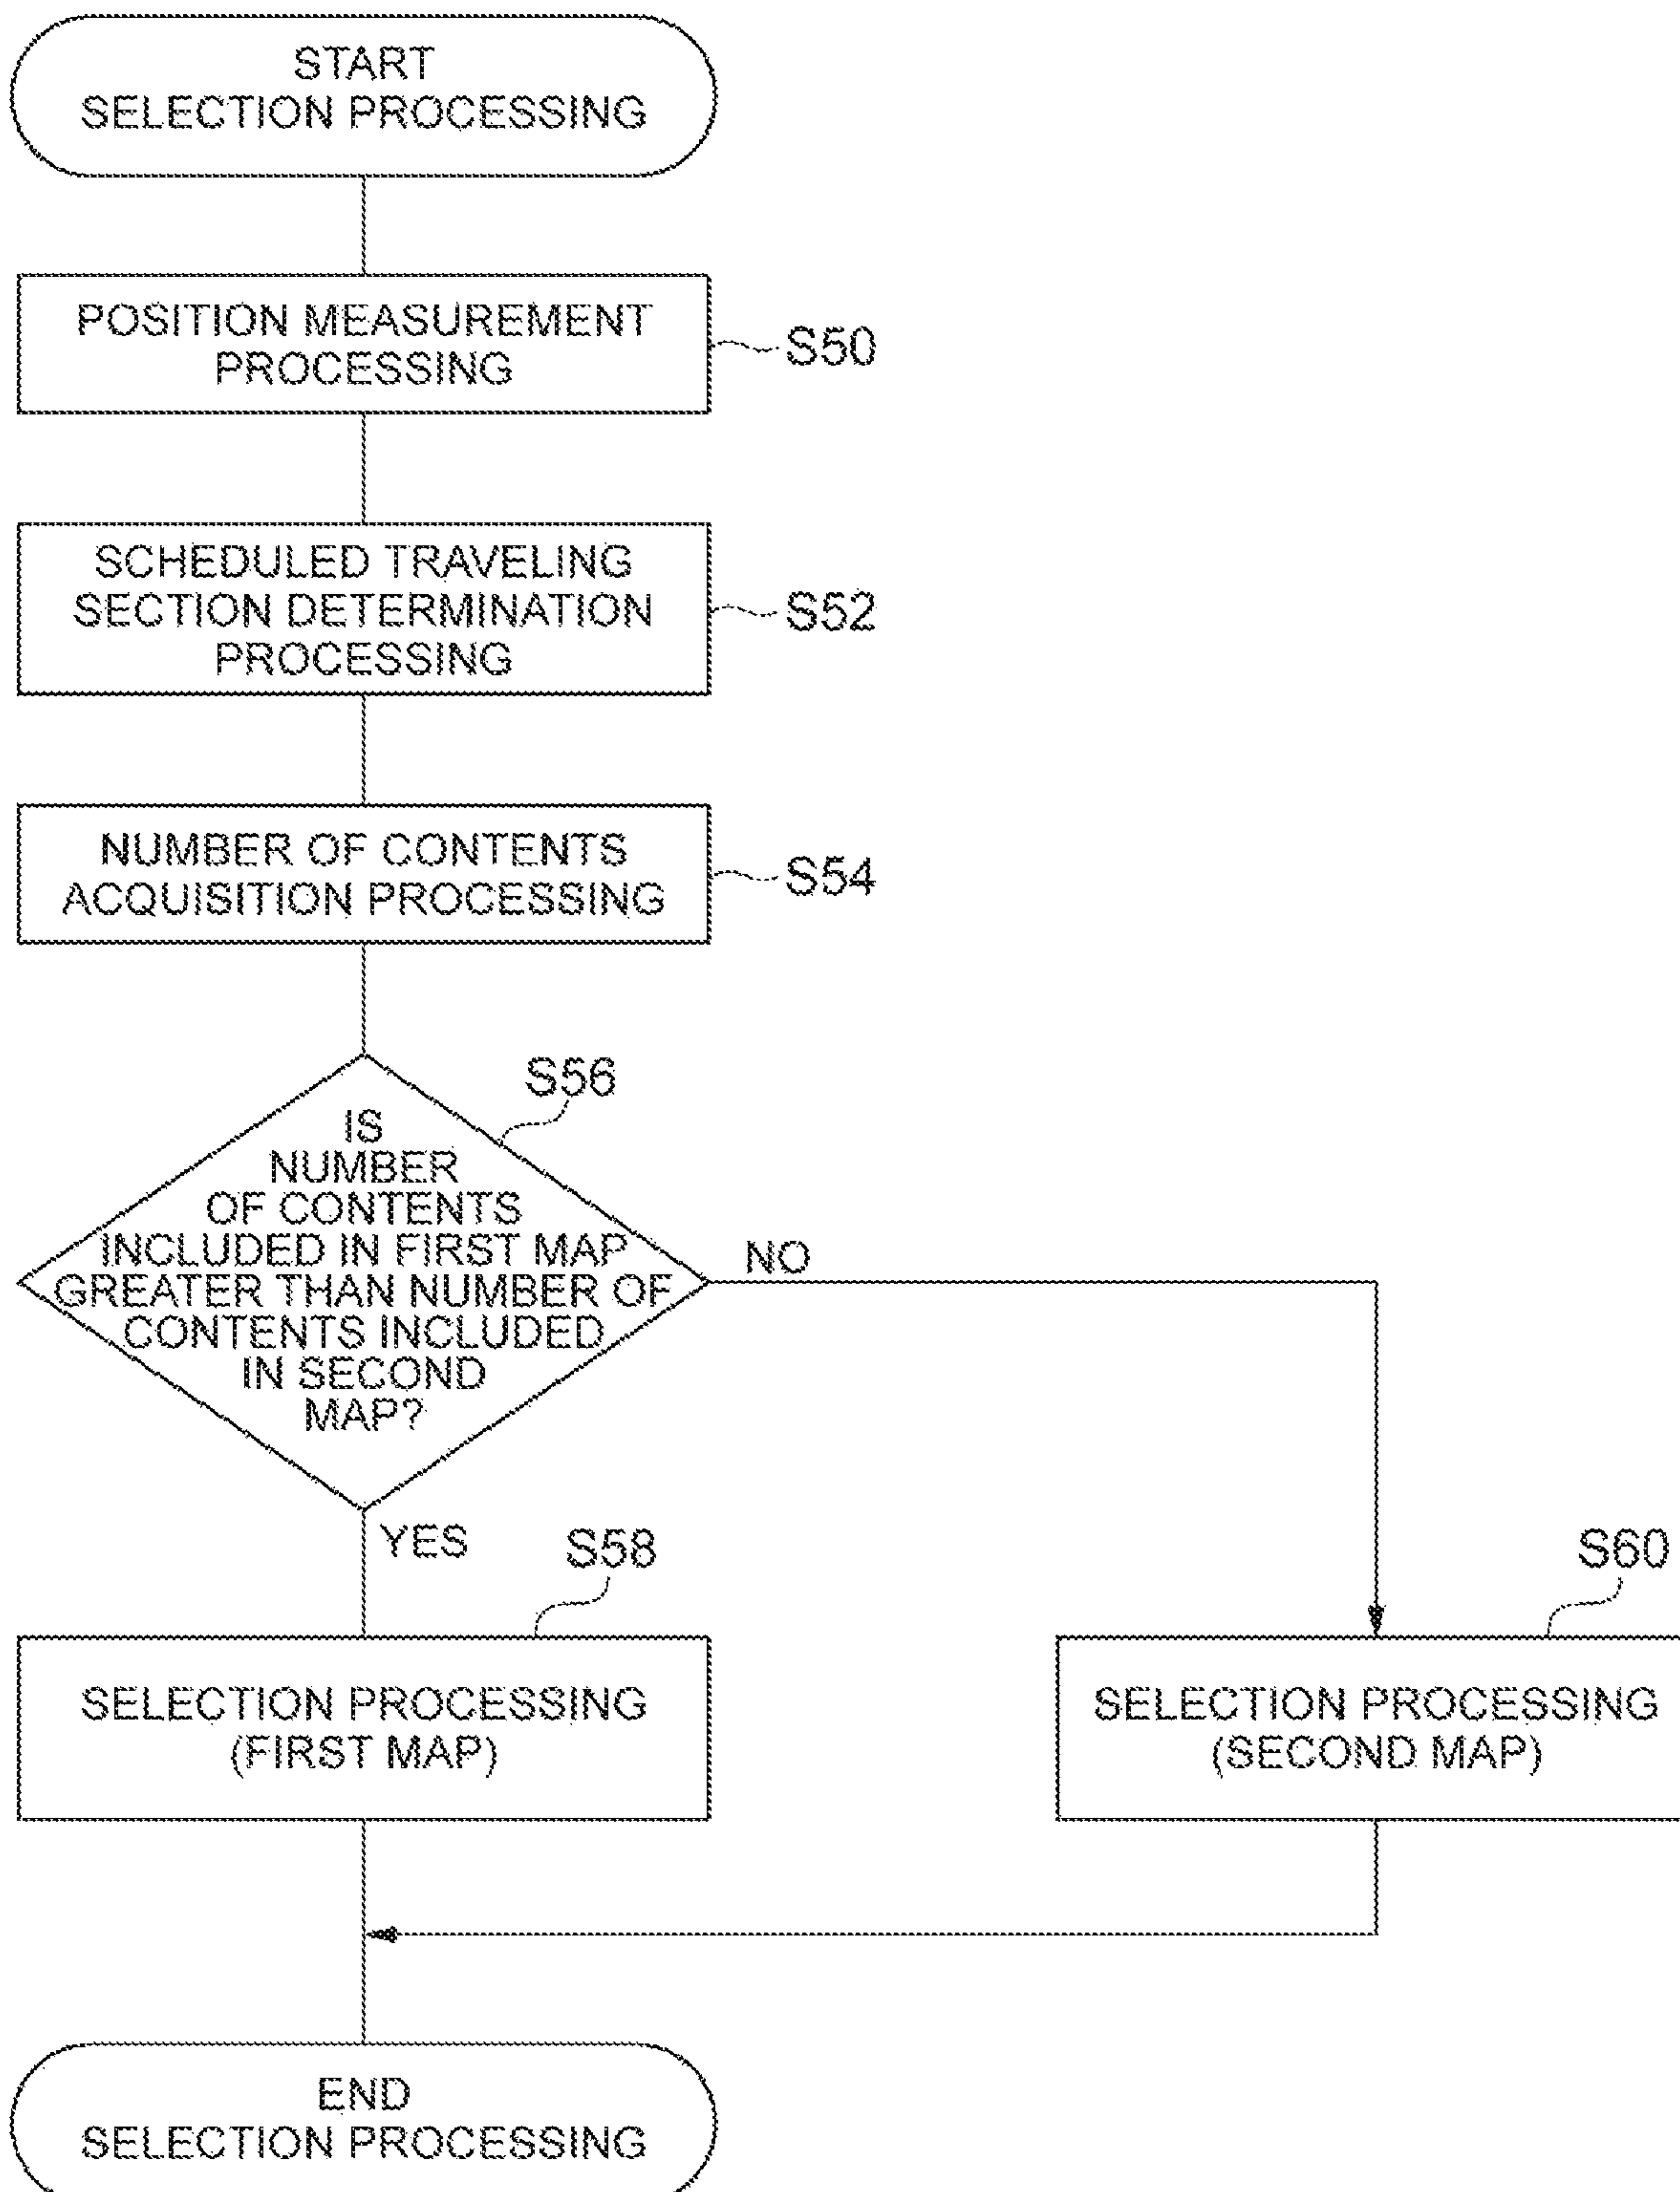 START
SELECTION PROCESSING
POSITION MEASUREMENT
PROCESSING
S50
SCHEDULED TRAVELING
SECTION DETERMINATION
PROCESSING
S52
NUMBER OF CONTENTS
ACQUISITION PROCESSING
S54
S56
IS
NUMBER
OF CONTENTS
INCLUDED IN FIRST MAP
GREATER THAN NUMBER OF
CONTENTS INCLUDED
IN SECOND
MAP?
NO
YES
S58
S60
SELECTION PROCESSING
(FIRST MAP)
SELECTION PROCESSING
(SECOND MAP)
END
SELECTION PROCESSING